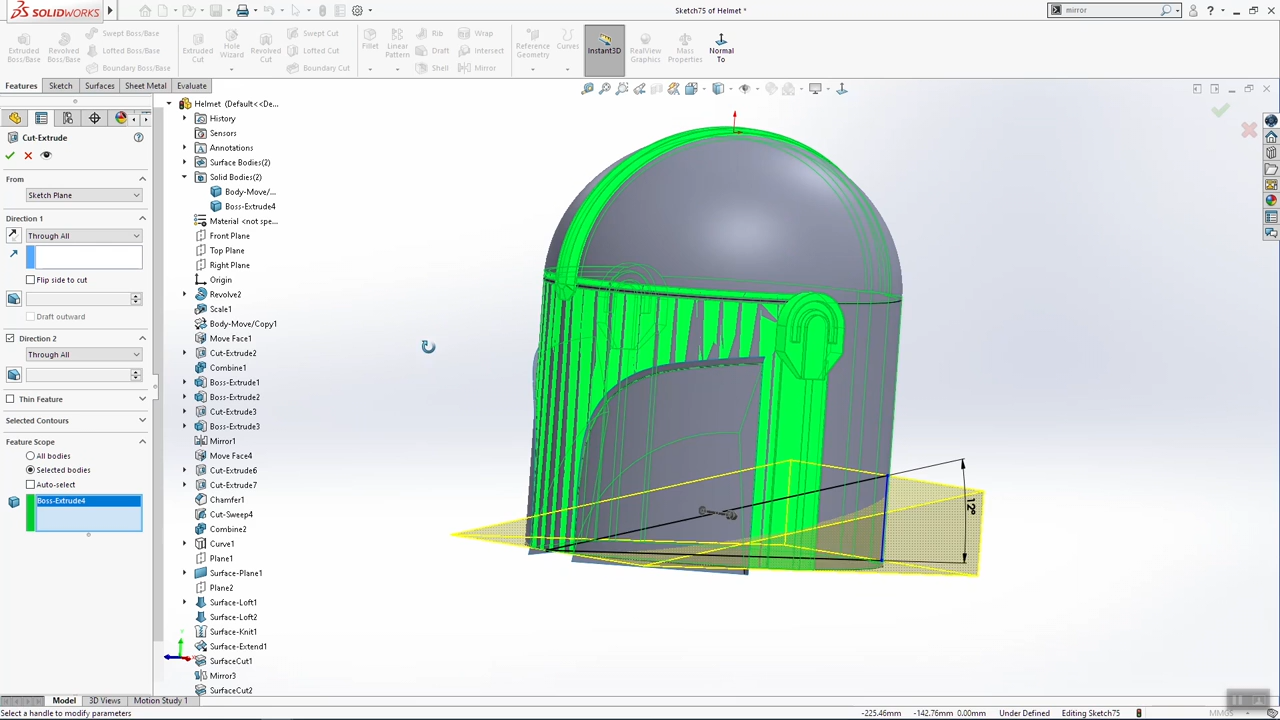 SOLIDWORKS
Sketch75 of Helmet *
mirror
Extruded Boss/Base
Revolved Boss/Base
Swept Boss/Base
Lofted Boss/Base
Boundary Boss/Base
Extruded Cut
Hole Wizard
Revolved Cut
Swept Cut
Lofted Cut
Boundary Cut
Fillet
Linear Pattern
Rib
Draft
Shell
Wrap
Intersect
Mirror
Reference Geometry
Curves
Instant3D
RealView Graphics
Mass Properties
Normal To
Features
Sketch
Surfaces
Sheet Metal
Evaluate
Cut-Extrude
From
Sketch Plane
Direction 1
Through All
Flip side to cut
Draft outward
Direction 2
Through All
Thin Feature
Selected Contours
Feature Scope
All bodies
Selected bodies
Auto-select
Boss-Extrude4
Helmet (Default<<De...
History
Sensors
Annotations
Surface Bodies(2)
Solid Bodies(2)
Body-Move/...
Boss-Extrude4
Material <not spe...
Front Plane
Top Plane
Right Plane
Origin
Revolve2
Scale1
Body-Move/Copy1
Move Face1
Cut-Extrude2
Combine1
Boss-Extrude1
Boss-Extrude2
Cut-Extrude3
Boss-Extrude3
Mirror1
Move Face4
Cut-Extrude6
Cut-Extrude7
Chamfer1
Cut-Sweep4
Combine2
Curve1
Plane1
Surface-Plane1
Plane2
Surface-Loft1
Surface-Loft2
Surface-Knit1
Surface-Extend1
SurfaceCut1
Mirror3
SurfaceCut2
12°
Model
3D Views
Motion Study 1
Select a handle to modify parameters
-225.46mm
-142.76mm 0.00mm
Under Defined
Editing Sketch75
MMGS